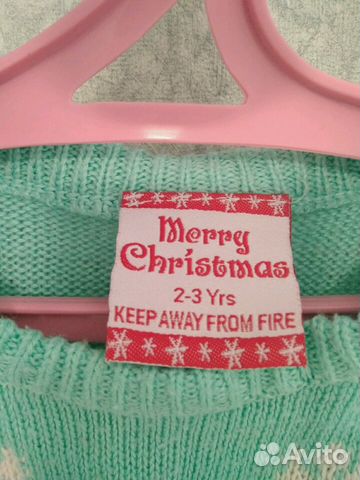 Merry
Christmas
2-3 Yrs
KEEP AWAY FROM FIRE
Avito